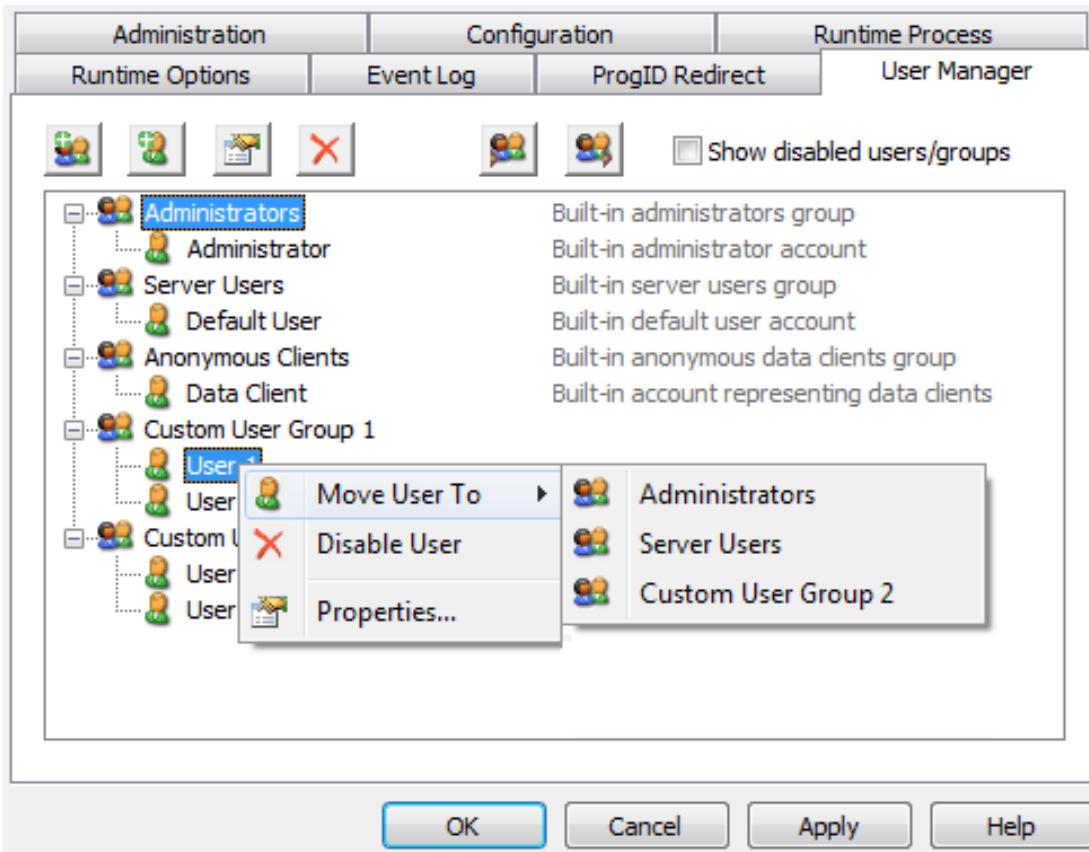 Administration Configuration Runtime Process
Runtime Options Event Log ProgID Redirect User Manager
Show disabled users/groups
Administrators Built-in administrators group
Administrator Built-in administrator account
Server Users Built-in server users group
Default User Built-in default user account
Anonymous Clients Built-in anonymous data clients group
Data Client Built-in account representing data clients
Custom User Group 1
User
User
Custom
User
User
Move User To
Disable User
Properties...
Administrators
Server Users
Custom User Group 2
OK Cancel Apply Help